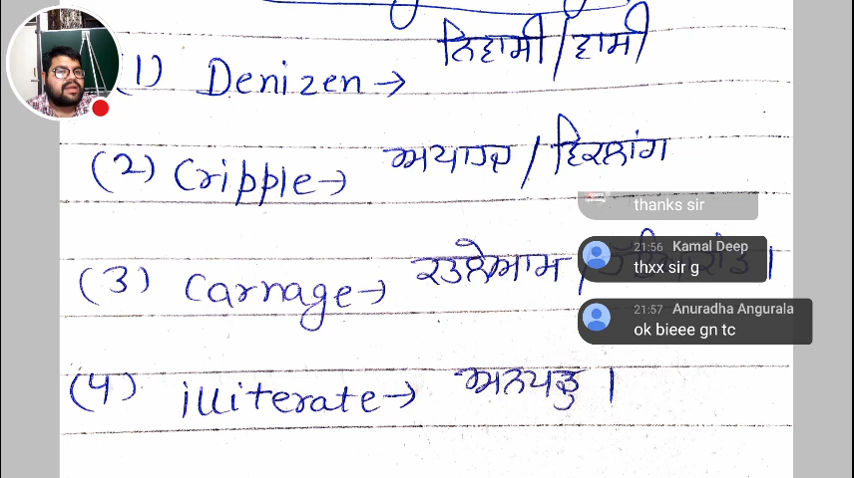 (1) Denizen → ਨਿਵਾਸੀ / ਵਾਸੀ
(2) Cripple → ਅਪਾਹਜ / ਵਿਕਲਾਂਗ
thanks sir
21:56 Kamal Deep
thxx sir g
(3) Carnage → ਕਤਲੇਆਮ /
21:57 Anuradha Angurala
ok bieee gn tc
(4) illiterate → ਅਨਪੜ੍ਹ ।